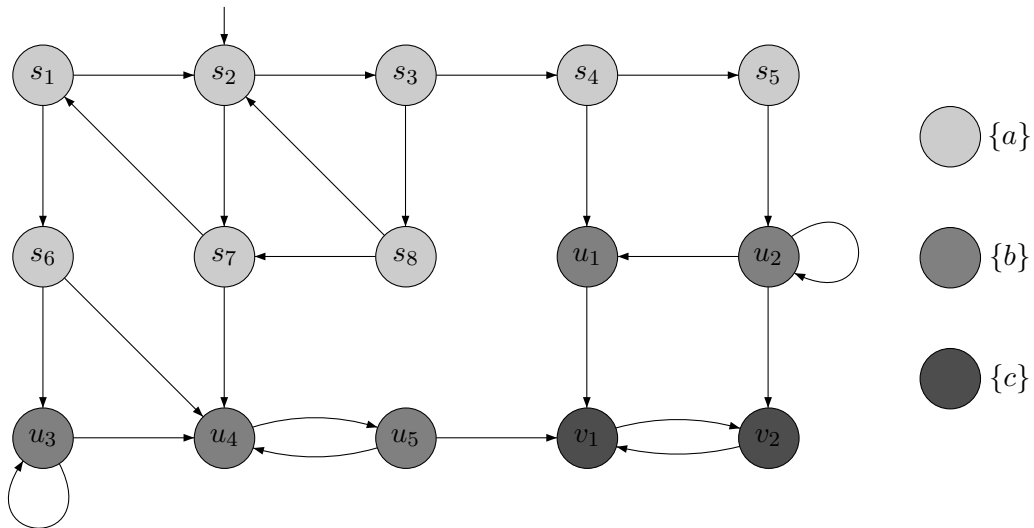 s₁ s₂ s₃ s₄ s₅
{a}
s₆ s₇ s₈ u₁ u₂
{b}
{c}
u₃ u₄ u₅ v₁ v₂